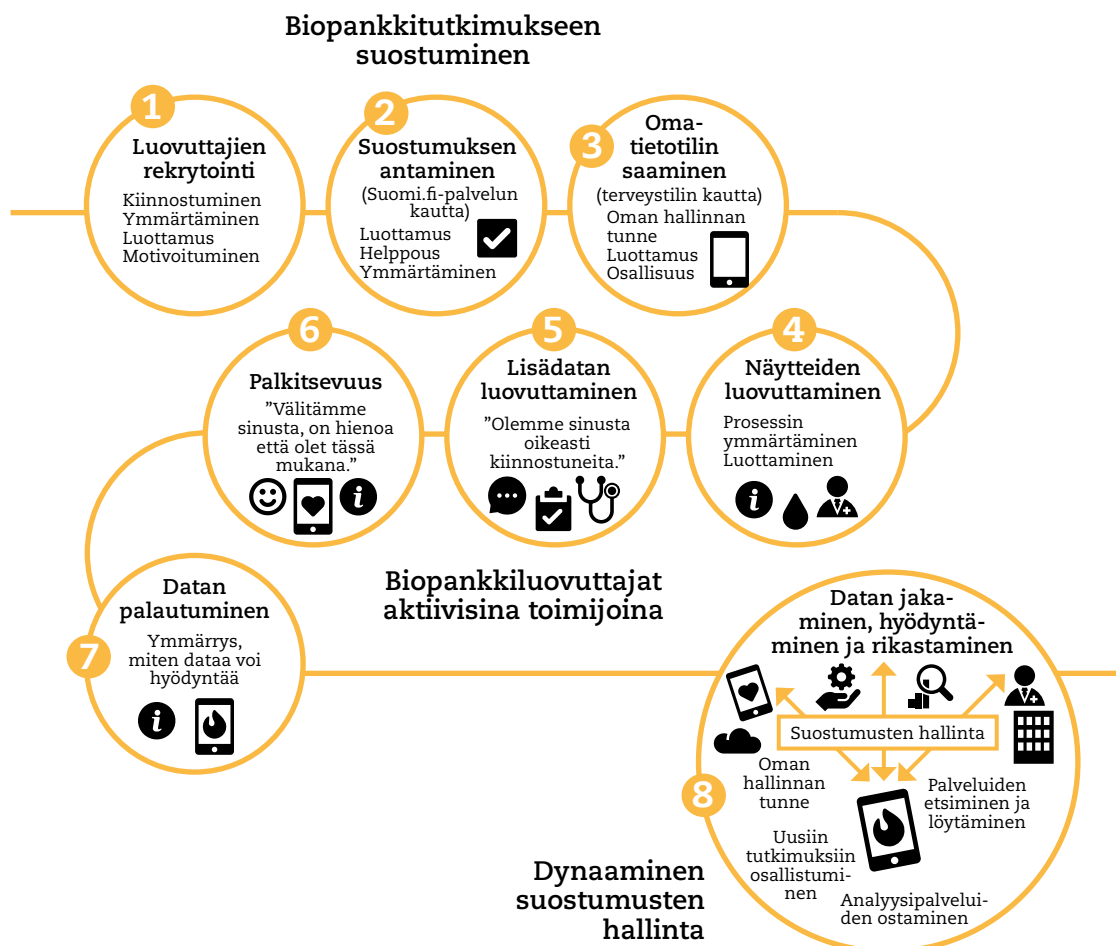 Biopankkitutkimukseen
suostuminen
1
Luovuttajien
rekrytointi
Kiinnostuminen
Ymmärtäminen
Luottamus
Motivoituminen
2
Suostumuksen
antaminen
(Suomi.fi-palvelun
kautta)
Luottamus
Helppous
Ymmärtäminen
3
Oma-
tietotilin
saaminen
(terveystilin kautta)
Oman hallinnan
tunne
Luottamus
Osallisuus
4
Näytteiden
luovuttaminen
Prosessin
ymmärtäminen
Luottaminen
i
5
Lisädatan
luovuttaminen
"Olemme sinusta
oikeasti
kiinnostuneita."
6
Palkitsevuus
"Välitämme
sinusta, on hienoa
että olet tässä
mukana."
i
7
Datan
palautuminen
Ymmärrys,
miten dataa voi
hyödyntää
i
Biopankkiluovuttajat
aktiivisina toimijoina
8
Datan jaka-
minen, hyödyntä-
minen ja rikastaminen
Suostumusten hallinta
Oman
hallinnan
tunne
Palveluiden
etsiminen ja
löytäminen
Uusiin
tutkimuksiin
osallistumi-
nen
Analyysipalvelui-
den ostaminen
Dynaaminen
suostumusten
hallinta